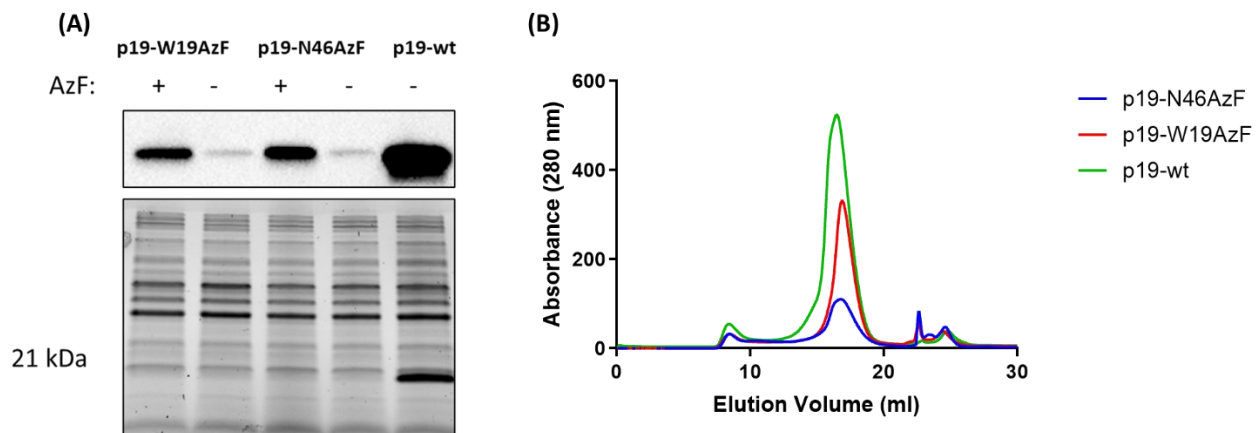 (A)
p19-W19AzF p19-N46AzF p19-wt
AzF: + - + - -
21 kDa
(B)
600
400
200
0
Absorbance (280 nm)
0 10 20 30
Elution Volume (ml)
p19-N46AzF
p19-W19AzF
p19-wt